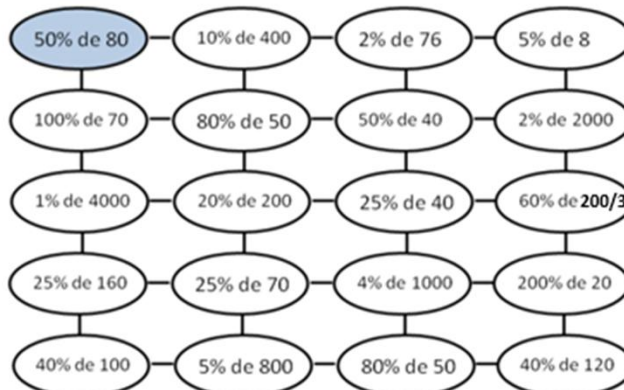 50% de 80 10% de 400 2% de 76 5% de 8
100% de 70 80% de 50 50% de 40 2% de 2000
1% de 4000 20% de 200 25% de 40 60% de 200/3
25% de 160 25% de 70 4% de 1000 200% de 20
40% de 100 5% de 800 80% de 50 40% de 120